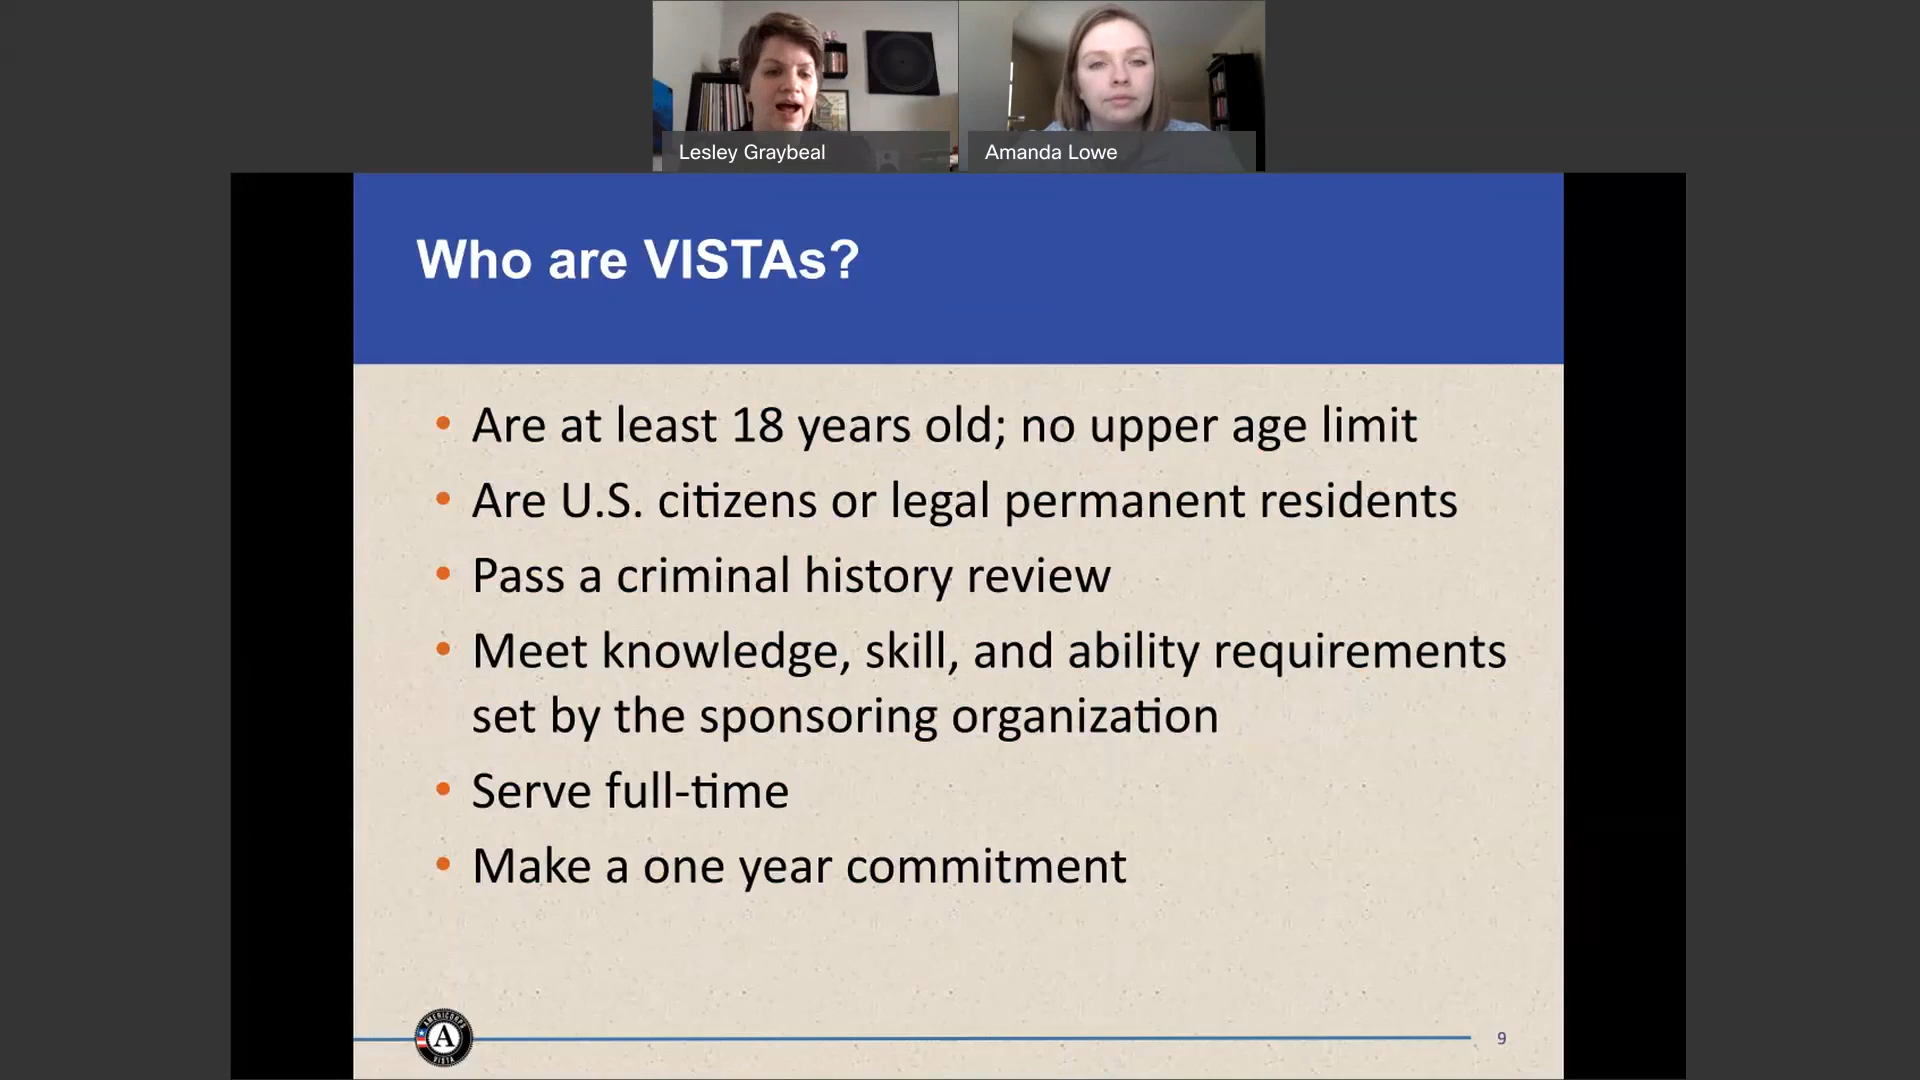 Lesley Graybeal
Amanda Lowe
Who are VISTAs?
• Are at least 18 years old; no upper age limit
• Are U.S. citizens or legal permanent residents
• Pass a criminal history review
• Meet knowledge, skill, and ability requirements
set by the sponsoring organization
• Serve full-time
• Make a one year commitment
AMERICORPS
A
VISTA
9